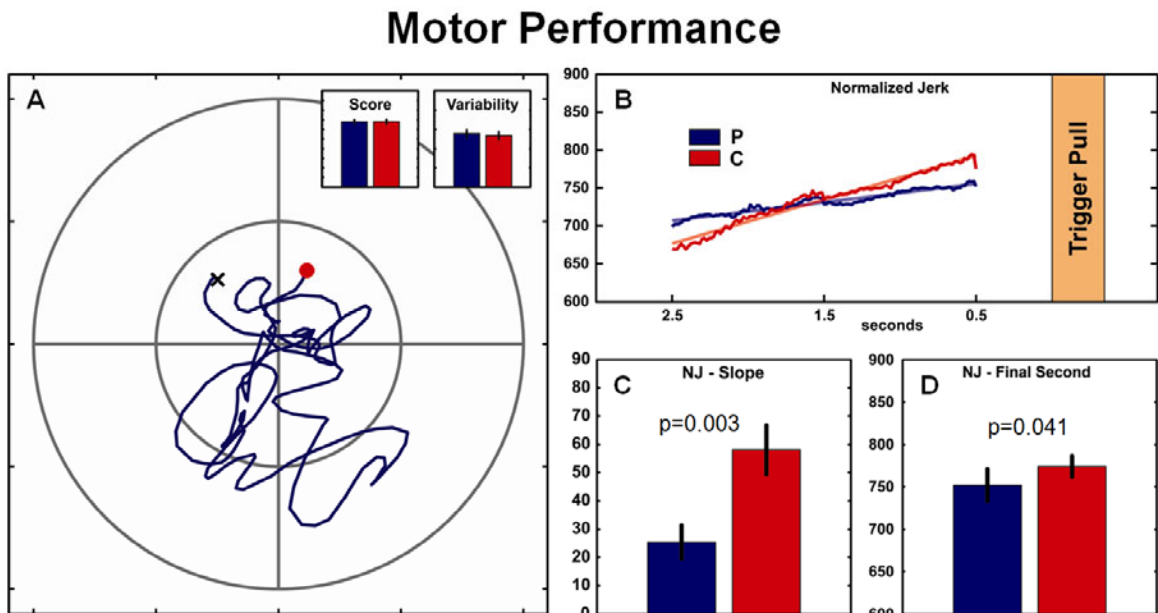 Motor Performance
A
Score
Variability
B
Normalized Jerk
P
C
Trigger Pull
900
850
800
750
700
650
600
2.5
1.5
0.5
seconds
C
NJ - Slope
p=0.003
90
80
70
60
50
40
30
20
10
0
D
NJ - Final Second
p=0.041
900
850
800
750
700
650
600